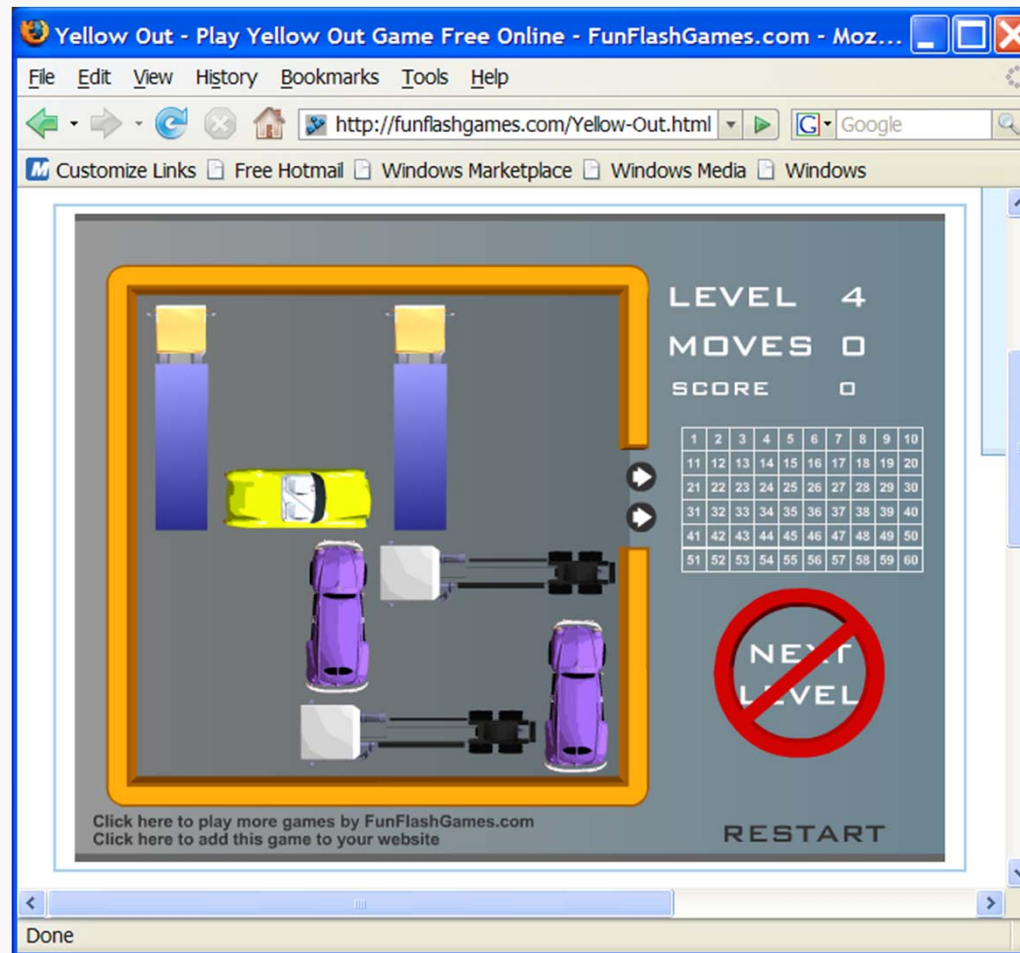 Yellow Out - Play Yellow Out Game Free Online - FunFlashGames.com - Moz...
File Edit View History Bookmarks Tools Help
http://funflashgames.com/Yellow-Out.html G Google
Customize Links Free Hotmail Windows Marketplace Windows Media Windows
LEVEL 4
MOVES 0
SCORE 0
1 2 3 4 5 6 7 8 9 10
11 12 13 14 15 16 17 18 19 20
21 22 23 24 25 26 27 28 29 30
31 32 33 34 35 36 37 38 39 40
41 42 43 44 45 46 47 48 49 50
51 52 53 54 55 56 57 58 59 60
NEXT
LEVEL
Click here to play more games by FunFlashGames.com
Click here to add this game to your website
RESTART
Done